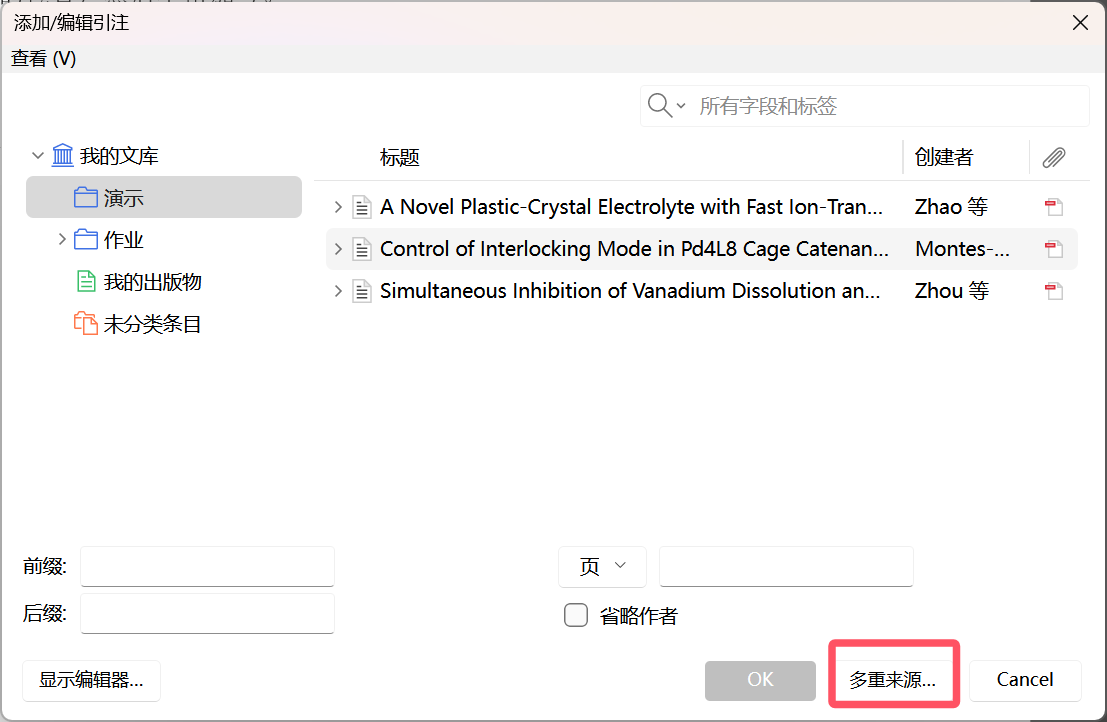 添加/编辑引注
查看 (V)
所有字段和标签
我的文库
演示
作业
我的出版物
未分类条目
标题 创建者
A Novel Plastic-Crystal Electrolyte with Fast Ion-Tran... Zhao 等
Control of Interlocking Mode in Pd4L8 Cage Catenan... Montes-...
Simultaneous Inhibition of Vanadium Dissolution an... Zhou 等
前缀: 页
后缀: 省略作者
显示编辑器... OK 多重来源... Cancel